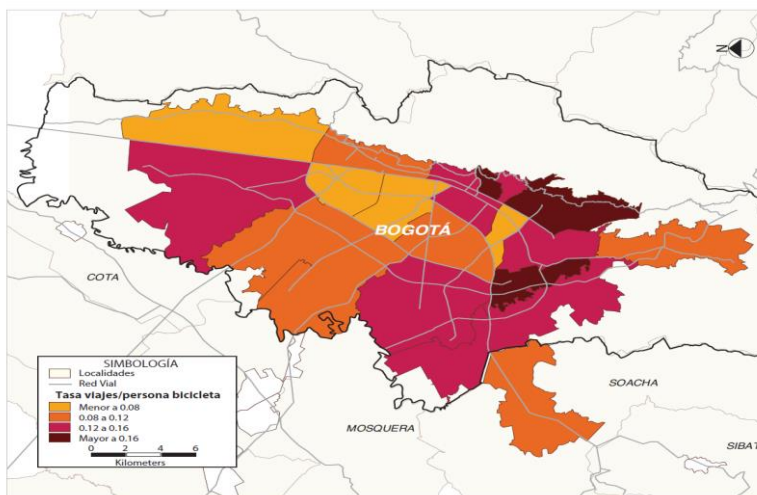 N
BOGOTÁ
COTA
MOSQUERA
SOACHA
SIBAT
SIMBOLOGÍA
Localidades
Red Vial
Tasa viajes/persona bicicleta
Menor a 0.08
0.08 a 0.12
0.12 a 0.16
Mayor a 0.16
0 2 4 6
Kilometers